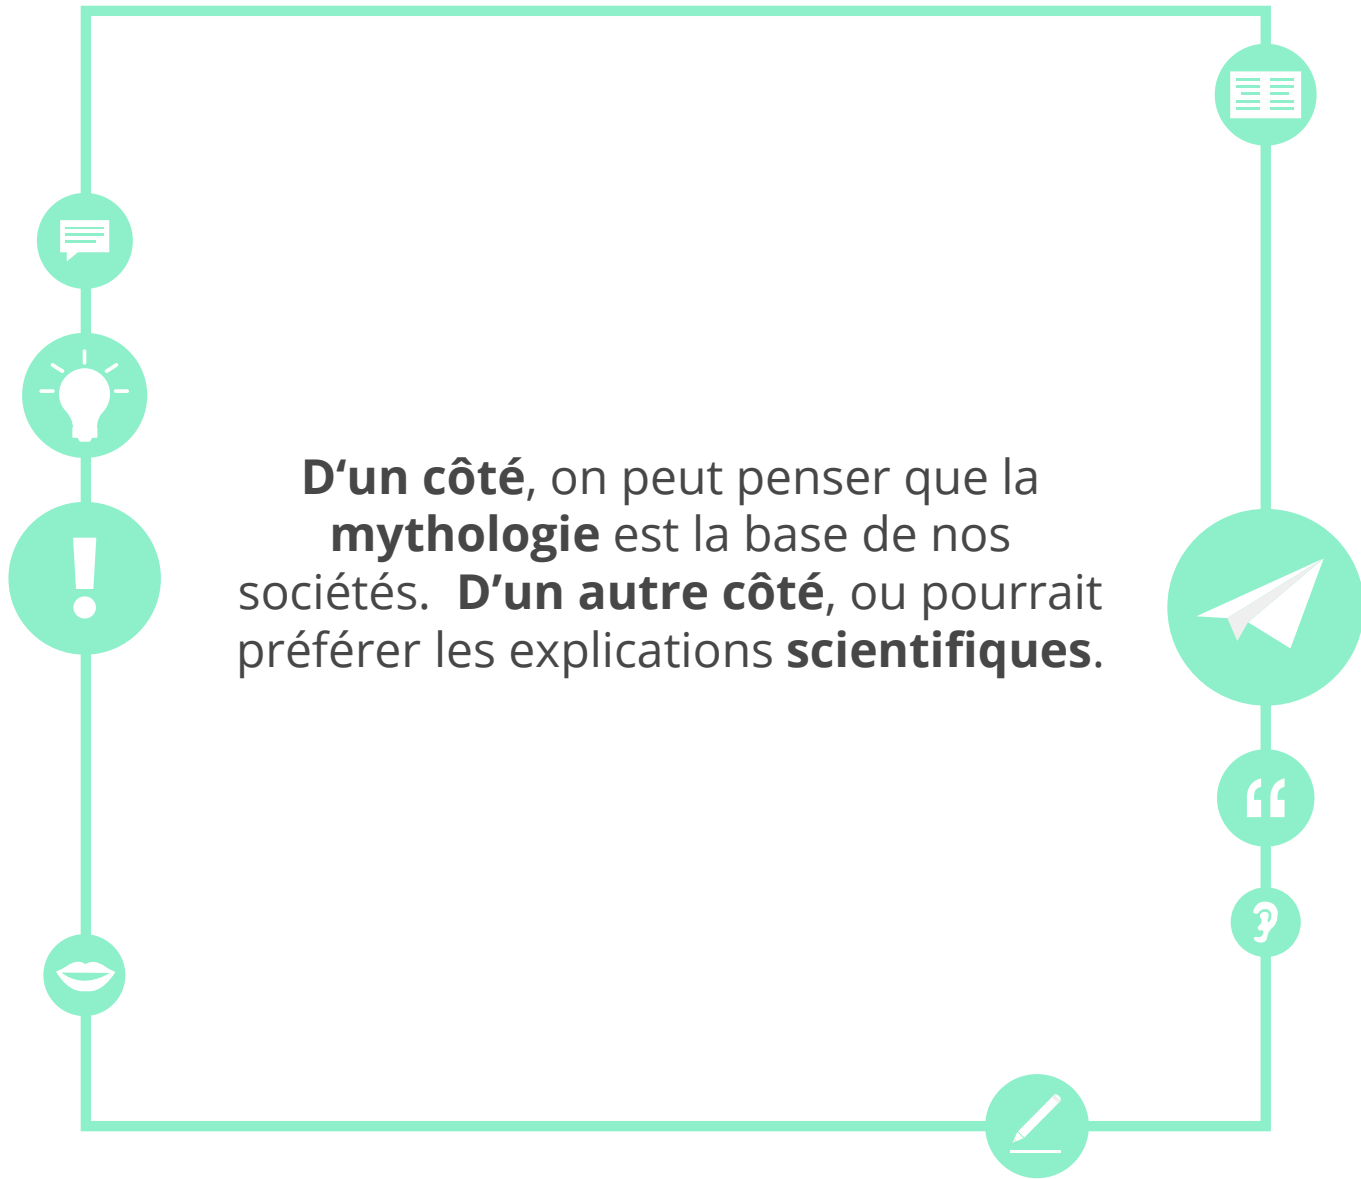 D‘un côté, on peut penser que la
mythologie est la base de nos
sociétés.  D’un autre côté, ou pourrait
préférer les explications scientifiques.